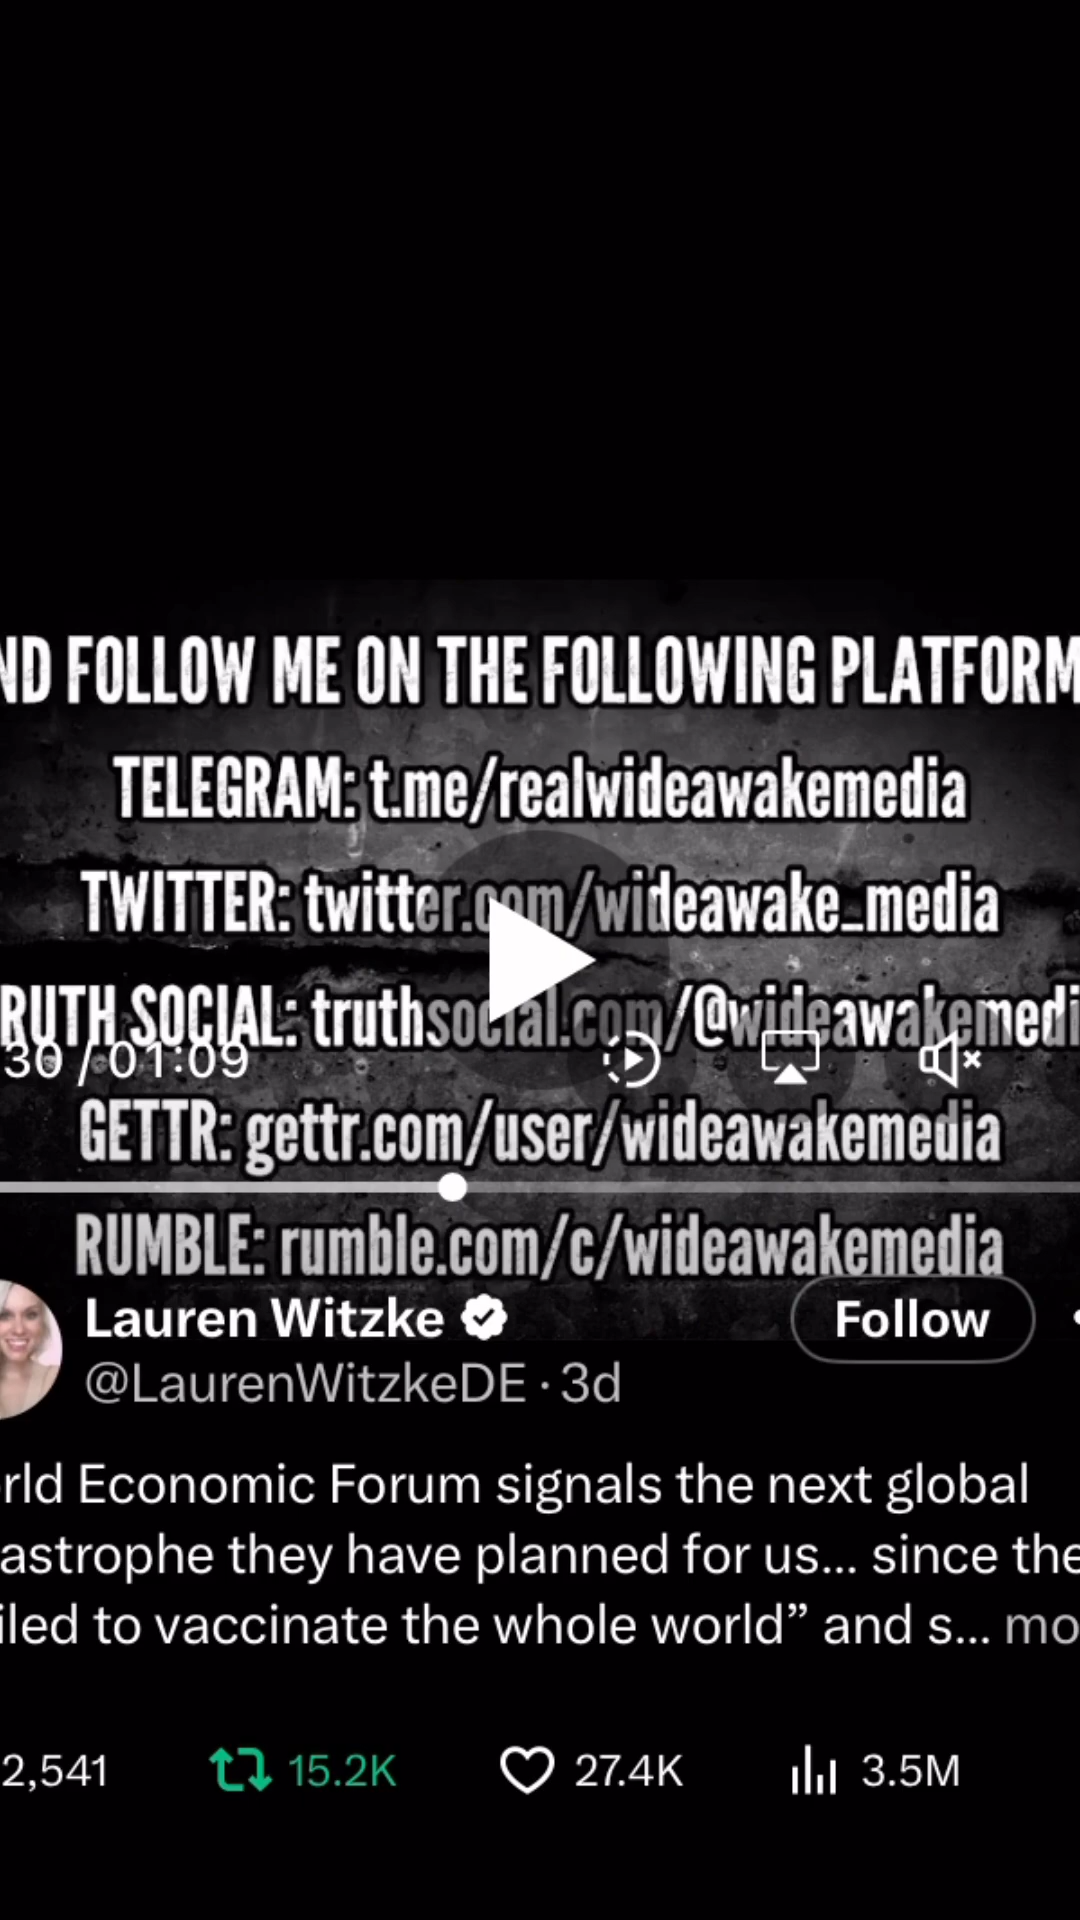 ND FOLLOW ME ON THE FOLLOWING PLATFORM
TELEGRAM: t.me/realwideawakemedia
TWITTER: twitter.com/wideawake_media
RUTH SOCIAL: truthsocial.com/@wideawakemedi
30 / 01:09
GETTR: gettr.com/user/wideawakemedia
RUMBLE: rumble.com/c/wideawakemedia
Lauren Witzke
Follow
@LaurenWitzkeDE · 3d
rld Economic Forum signals the next global
astrophe they have planned for us... since the
iled to vaccinate the whole world” and s... mo
2,541 15.2K 27.4K 3.5M